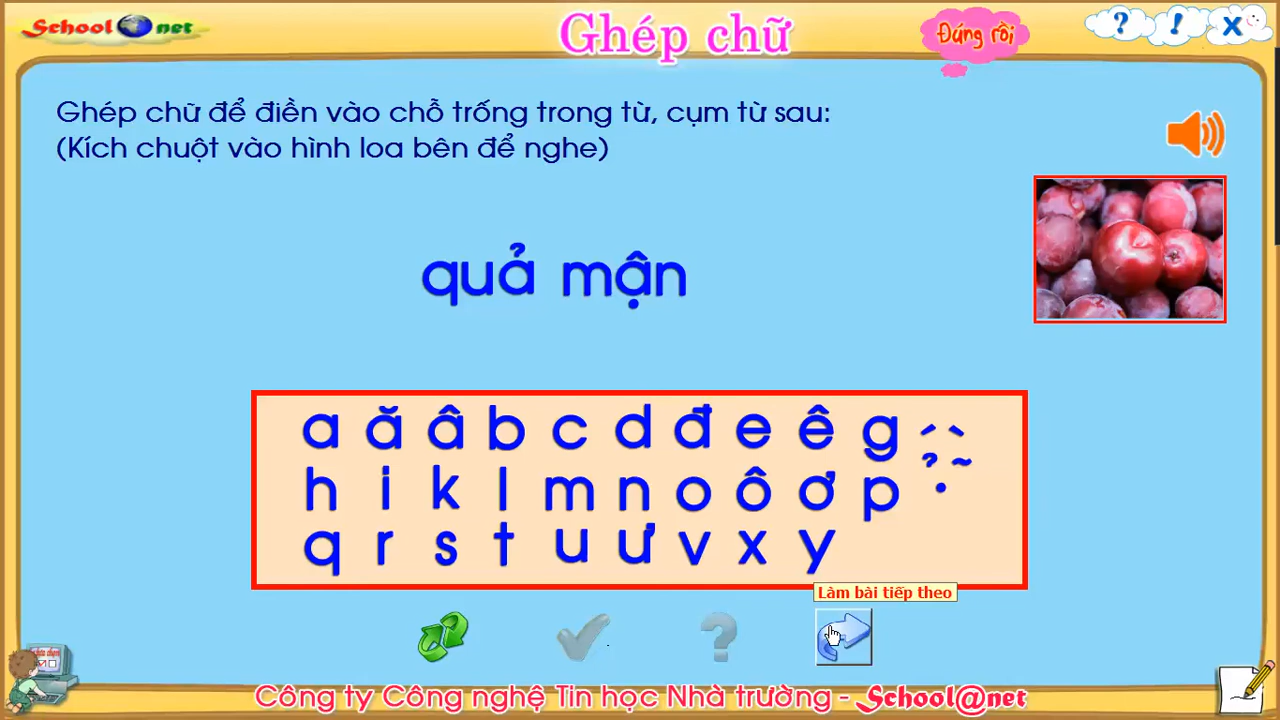 School net
Ghép chữ
Đúng rồi
? ! X
Ghép chữ để điền vào chỗ trống trong từ, cụm từ sau:
(Kích chuột vào hình loa bên để nghe)
quả mận
a ă â b c d đ e ê g ́ ̀
h i k l m n o ô ơ p ̉ ~ .
q r s t u ư v x y
Làm bài tiếp theo
?
Công ty Công nghệ Tin học Nhà trường - School@net